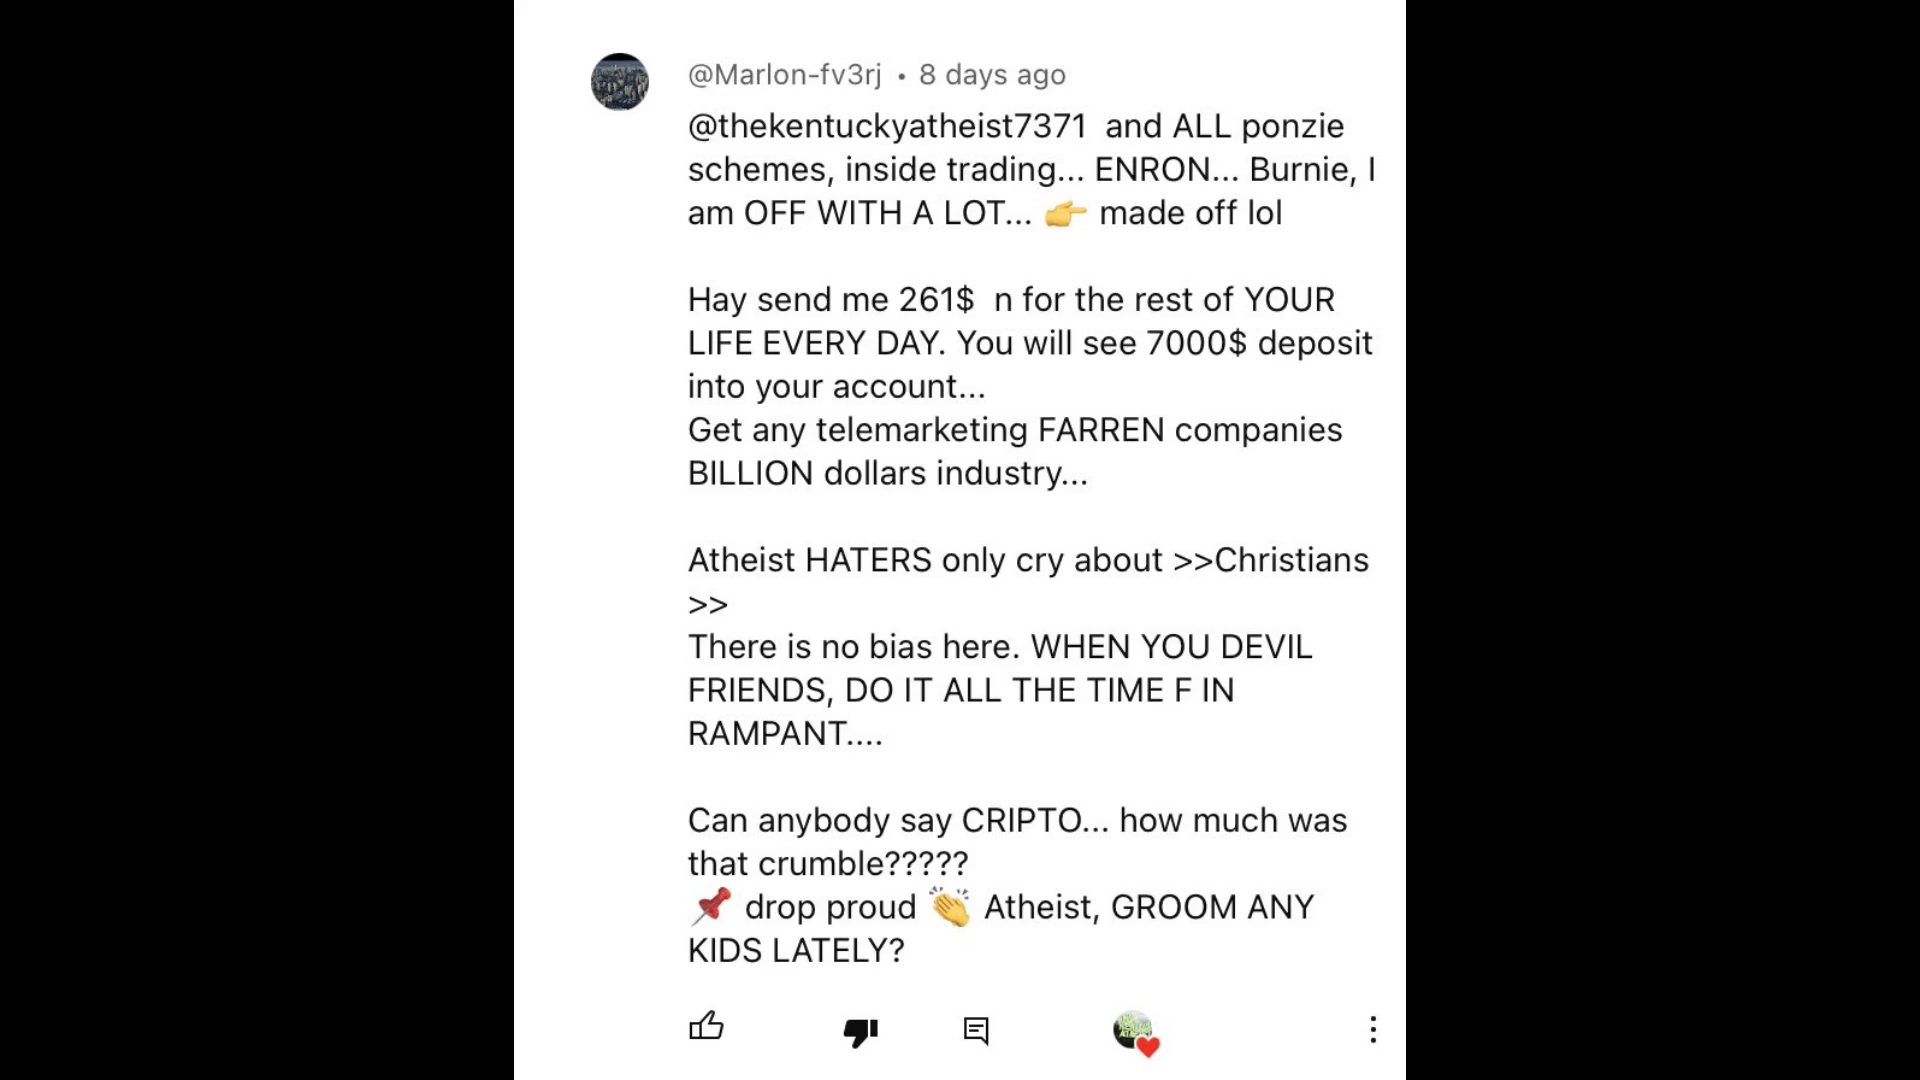 @Marlon-fv3rj • 8 days ago
@thekentuckyatheist7371 and ALL ponzie
schemes, inside trading... ENRON... Burnie, I
am OFF WITH A LOT... 👉 made off lol
Hay send me 261$ n for the rest of YOUR
LIFE EVERY DAY. You will see 7000$ deposit
into your account...
Get any telemarketing FARREN companies
BILLION dollars industry...
Atheist HATERS only cry about >>Christians
>>
There is no bias here. WHEN YOU DEVIL
FRIENDS, DO IT ALL THE TIME F IN
RAMPANT....
Can anybody say CRIPTO... how much was
that crumble?????
📌 drop proud 👏 Atheist, GROOM ANY
KIDS LATELY?